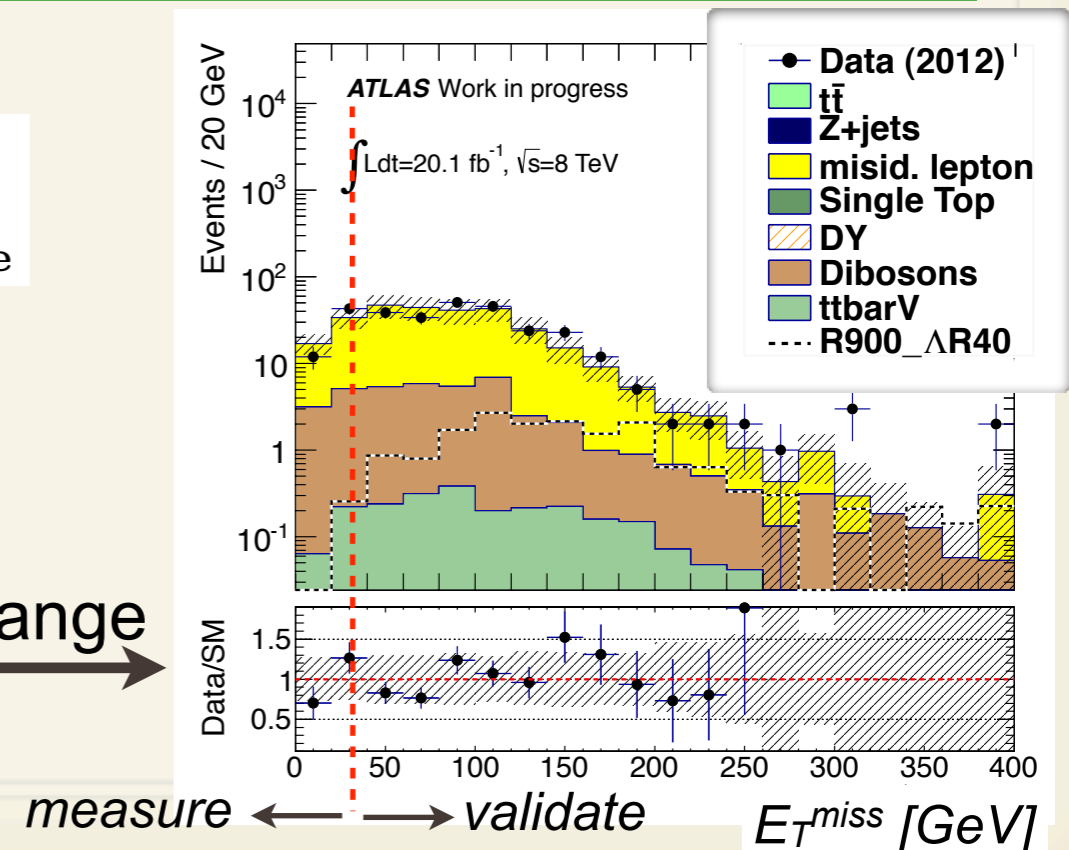 e
ange
ATLAS Work in progress
∫Ldt=20.1 fb⁻¹, √s=8 TeV
Events / 20 GeV
10⁴
10³
10²
10
1
10⁻¹
Data (2012)
tt̄
Z+jets
misid. lepton
Single Top
DY
Dibosons
ttbarV
R900_ΛR40
Data/SM
1.5
1
0.5
0 50 100 150 200 250 300 350 400
measure validate E_T^miss [GeV]